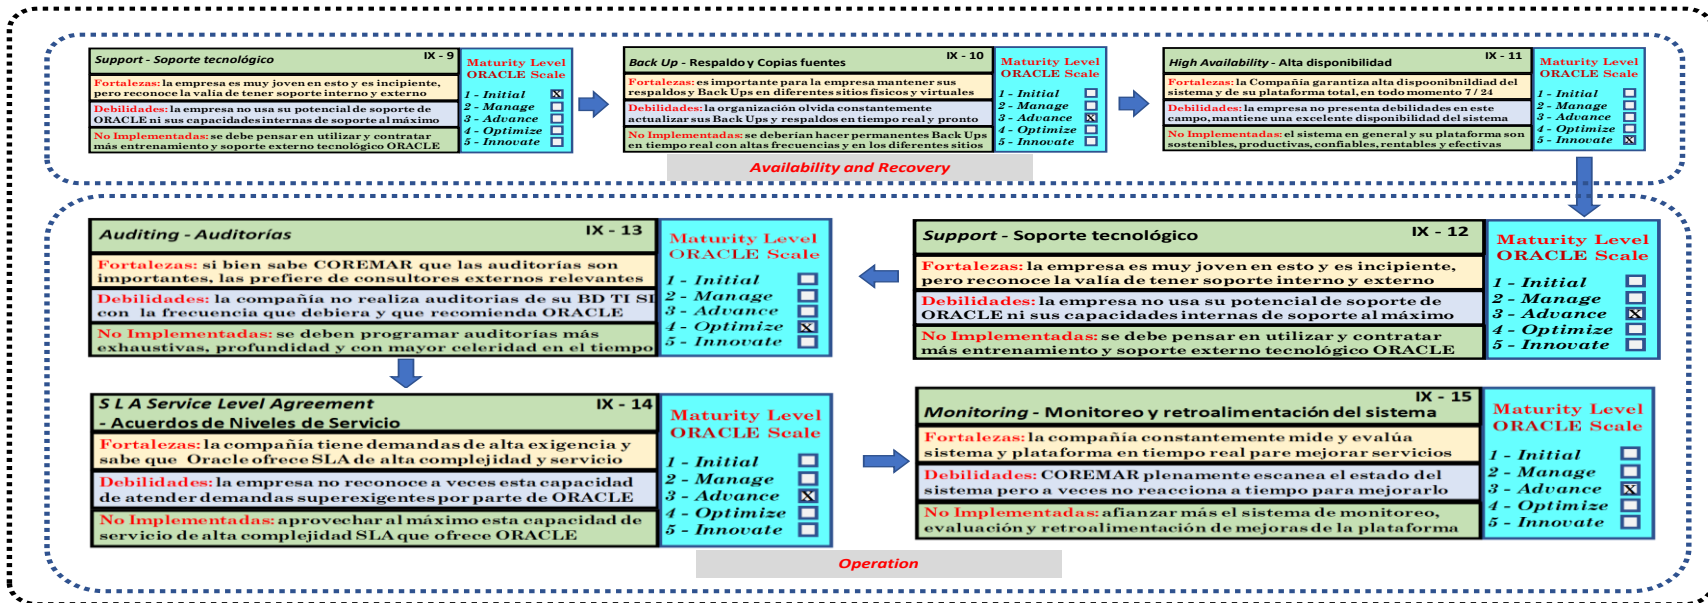 Support - Soporte tecnológico IX - 9
Fortalezas: la empresa es muy joven en esto y es incipiente,
pero reconoce la valía de tener soporte interno y externo
Debilidades: la empresa no usa su potencial de soporte de
ORACLE ni sus capacidades internas de soporte al máximo
No Implementadas: se debe pensar en utilizar y contratar
más entrenamiento y soporte externo tecnológico ORACLE
Maturity Level
ORACLE Scale
1 - Initial X
2 - Manage
3 - Advance
4 - Optimize
5 - Innovate
Back Up - Respaldo y Copias fuentes IX - 10
Fortalezas: es importante para la empresa mantener sus
respaldos y Back Ups en diferentes sitios físicos y virtuales
Debilidades: la organización olvida constantemente
actualizar sus Back Ups y respaldos en tiempo real y pronto
No Implementadas: se deberían hacer permanentes Back Ups
en tiempo real con altas frecuencias y en los diferentes sitios
Maturity Level
ORACLE Scale
1 - Initial
2 - Manage
3 - Advance X
4 - Optimize
5 - Innovate
High Availability - Alta disponibilidad IX - 11
Fortalezas: la Compañía garantiza alta dispoonibnildiad del
sistema y de su plataforma total, en todo momento 7 / 24
Debilidades: la empresa no presenta debilidades en este
campo, mantiene una excelente disponibilidad del sistema
No Implementadas: el sistema en general y su plataforma son
sostenibles, productivas, confiables, rentables y efectivas
Maturity Level
ORACLE Scale
1 - Initial
2 - Manage
3 - Advance
4 - Optimize
5 - Innovate X
Availability and Recovery
Support - Soporte tecnológico IX - 12
Fortalezas: la empresa es muy joven en esto y es incipiente,
pero reconoce la valía de tener soporte interno y externo
Debilidades: la empresa no usa su potencial de soporte de
ORACLE ni sus capacidades internas de soporte al máximo
No Implementadas: se debe pensar en utilizar y contratar
más entrenamiento y soporte externo tecnológico ORACLE
Maturity Level
ORACLE Scale
1 - Initial
2 - Manage
3 - Advance X
4 - Optimize
5 - Innovate
Auditing - Auditorías IX - 13
Fortalezas: si bien sabe COREMAR que las auditorías son
importantes, las prefiere de consultores externos relevantes
Debilidades: la compañía no realiza auditorias de su BD TI SI
con la frecuencia que debiera y que recomienda ORACLE
No Implementadas: se deben programar auditorías más
exhaustivas, profundidad y con mayor celeridad en el tiempo
Maturity Level
ORACLE Scale
1 - Initial
2 - Manage
3 - Advance
4 - Optimize X
5 - Innovate
S L A Service Level Agreement IX - 14
- Acuerdos de Niveles de Servicio
Fortalezas: la compañía tiene demandas de alta exigencia y
sabe que Oracle ofrece SLA de alta complejidad y servicio
Debilidades: la empresa no reconoce a veces esta capacidad
de atender demandas superexigentes por parte de ORACLE
No Implementadas: aprovechar al máximo esta capacidad de
servicio de alta complejidad SLA que ofrece ORACLE
Maturity Level
ORACLE Scale
1 - Initial
2 - Manage
3 - Advance X
4 - Optimize
5 - Innovate
IX - 15
Monitoring - Monitoreo y retroalimentación del sistema
Fortalezas: la compañía constantemente mide y evalúa
sistema y plataforma en tiempo real pare mejorar servicios
Debilidades: COREMAR plenamente escanea el estado del
sistema pero a veces no reacciona a tiempo para mejorarlo
No Implementadas: afianzar más el sistema de monitoreo,
evaluación y retroalimentación de mejoras de la plataforma
Maturity Level
ORACLE Scale
1 - Initial
2 - Manage
3 - Advance X
4 - Optimize
5 - Innovate
Operation